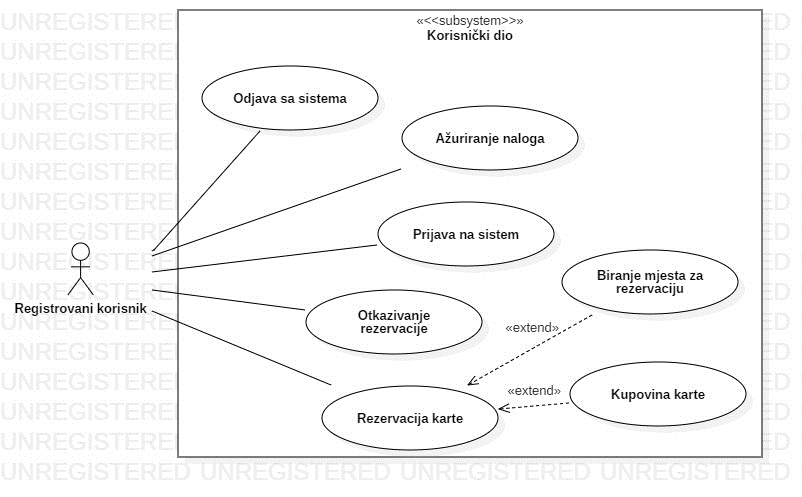 «<<subsystem>>»
Korisnički dio
Odjava sa sistema
Ažuriranje naloga
Prijava na sistem
Biranje mjesta za
rezervaciju
Registrovani korisnik
Otkazivanje
rezervacije
«extend»
«extend»
Kupovina karte
Rezervacija karte
UNREGISTERED UNREGISTERED UNREGISTERED UNREGISTERED